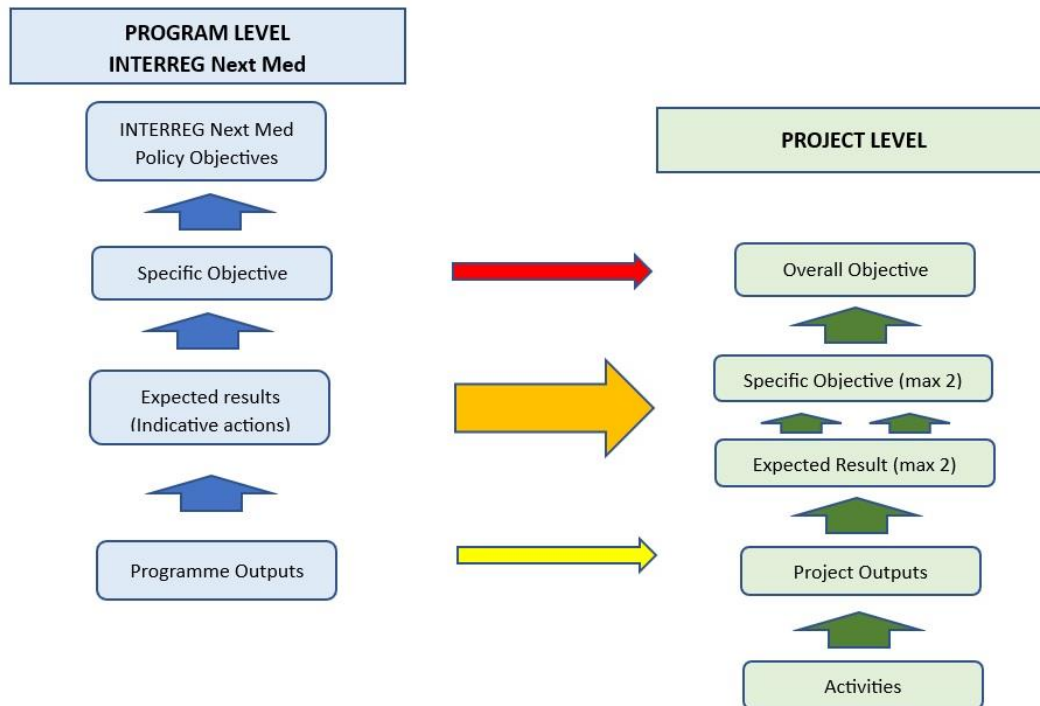 PROGRAM LEVEL
INTERREG Next Med
INTERREG Next Med
Policy Objectives
Specific Objective
Expected results
(Indicative actions)
Programme Outputs
PROJECT LEVEL
Overall Objective
Specific Objective (max 2)
Expected Result (max 2)
Project Outputs
Activities